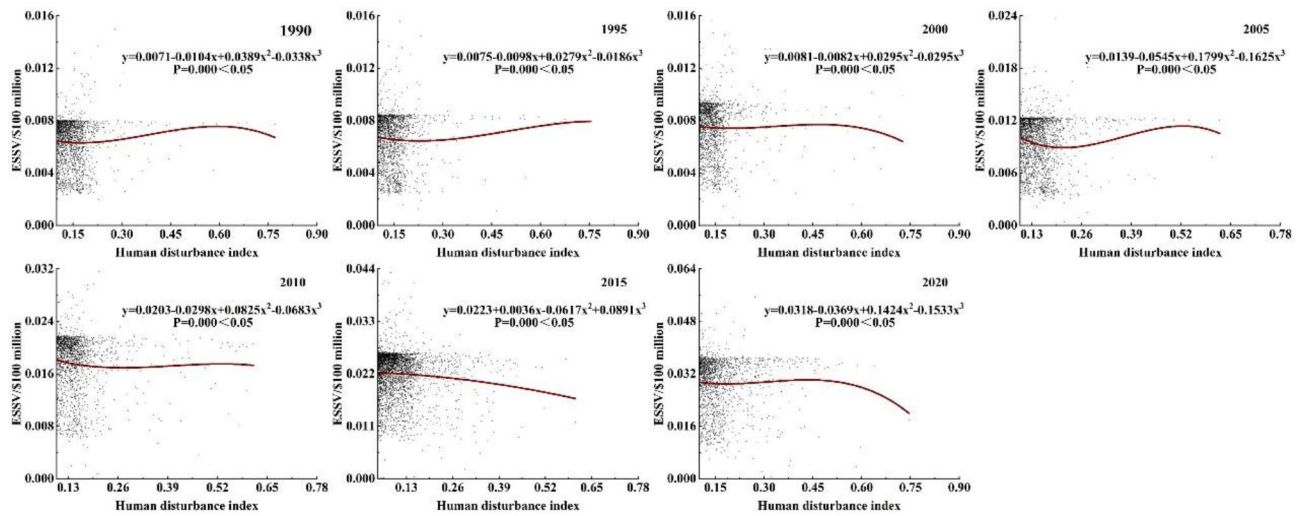 1990
y=0.0071-0.0104x+0.0389x²-0.0338x³
P=0.000<0.05
ESSV/$100 million
0.016
0.012
0.008
0.004
0.000
0.15 0.30 0.45 0.60 0.75 0.90
Human disturbance index
1995
y=0.0075-0.0098x+0.0279x²-0.0186x³
P=0.000<0.05
ESSV/$100 million
0.016
0.012
0.008
0.004
0.000
0.15 0.30 0.45 0.60 0.75 0.90
Human disturbance index
2000
y=0.0081-0.0082x+0.0295x²-0.0295x³
P=0.000<0.05
ESSV/$100 million
0.016
0.012
0.008
0.004
0.000
0.15 0.30 0.45 0.60 0.75 0.90
Human disturbance index
2005
y=0.0139-0.0545x+0.1799x²-0.1625x³
P=0.000<0.05
ESSV/$100 million
0.024
0.018
0.012
0.006
0.000
0.13 0.26 0.39 0.52 0.65 0.78
Human disturbance index
2010
y=0.0203-0.0298x+0.0825x²-0.0683x³
P=0.000<0.05
ESSV/$100 million
0.032
0.024
0.016
0.008
0.000
0.13 0.26 0.39 0.52 0.65 0.78
Human disturbance index
2015
y=0.0223+0.0036x-0.0617x²+0.0891x³
P=0.000<0.05
ESSV/$100 million
0.044
0.033
0.022
0.011
0.000
0.13 0.26 0.39 0.52 0.65 0.78
Human disturbance index
2020
y=0.0318-0.0369x+0.1424x²-0.1533x³
P=0.000<0.05
ESSV/$100 million
0.064
0.048
0.032
0.016
0.000
0.15 0.30 0.45 0.60 0.75 0.90
Human disturbance index